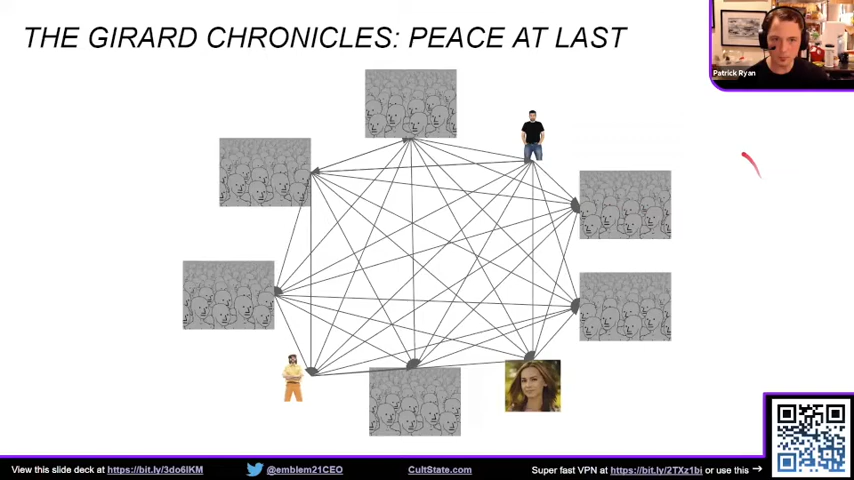 THE GIRARD CHRONICLES: PEACE AT LAST
Patrick Ryan
View this slide deck at https://bit.ly/3do6IKM
@emblem21CEO
CultState.com
Super fast VPN at https://bit.ly/2TXz1bi or use this →